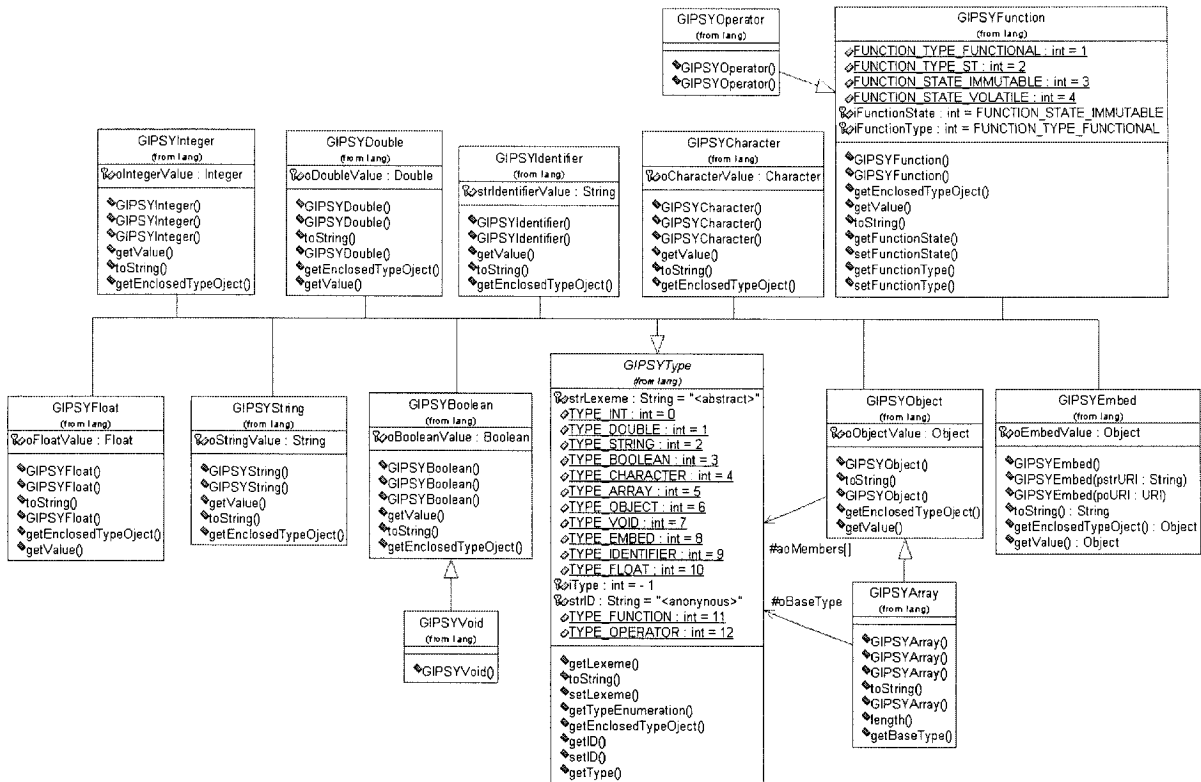 GIPSYOperator
(from lang)
GIPSYOperator()
GIPSYOperator()
GIPSYFunction
(from lang)
FUNCTION_TYPE_FUNCTIONAL : int = 1
FUNCTION_TYPE_ST : int = 2
FUNCTION_STATE_IMMUTABLE : int = 3
FUNCTION_STATE_VOLATILE : int = 4
iFunctionState : int = FUNCTION_STATE_IMMUTABLE
iFunctionType : int = FUNCTION_TYPE_FUNCTIONAL
GIPSYFunction()
GIPSYFunction()
getEnclosedTypeOject()
getValue()
toString()
getFunctionState()
setFunctionState()
getFunctionType()
setFunctionType()
GIPSYInteger
(from lang)
oIntegerValue : Integer
GIPSYInteger()
GIPSYInteger()
GIPSYInteger()
getValue()
toString()
getEnclosedTypeOject()
GIPSYDouble
(from lang)
oDoubleValue : Double
GIPSYDouble()
GIPSYDouble()
toString()
GIPSYDouble()
getEnclosedTypeOject()
getValue()
GIPSYIdentifier
(from lang)
strIdentifierValue : String
GIPSYIdentifier()
GIPSYIdentifier()
getValue()
toString()
getEnclosedTypeOject()
GIPSYCharacter
(from lang)
oCharacterValue : Character
GIPSYCharacter()
GIPSYCharacter()
GIPSYCharacter()
getValue()
toString()
getEnclosedTypeOject()
GIPSYFloat
(from lang)
oFloatValue : Float
GIPSYFloat()
GIPSYFloat()
toString()
GIPSYFloat()
getEnclosedTypeOject()
getValue()
GIPSYString
(from lang)
oStringValue : String
GIPSYString()
GIPSYString()
getValue()
toString()
getEnclosedTypeOject()
GIPSYBoolean
(from lang)
oBooleanValue : Boolean
GIPSYBoolean()
GIPSYBoolean()
GIPSYBoolean()
getValue()
toString()
getEnclosedTypeOject()
GIPSYVoid
(from lang)
GIPSYVoid()
GIPSYType
(from lang)
strLexeme : String = "<abstract>"
TYPE_INT : int = 0
TYPE_DOUBLE : int = 1
TYPE_STRING : int = 2
TYPE_BOOLEAN : int = 3
TYPE_CHARACTER : int = 4
TYPE_ARRAY : int = 5
TYPE_OBJECT : int = 6
TYPE_VOID : int = 7
TYPE_EMBED : int = 8
TYPE_IDENTIFIER : int = 9
TYPE_FLOAT : int = 10
iType : int = - 1
strID : String = "<anonynous>"
TYPE_FUNCTION : int = 11
TYPE_OPERATOR : int = 12
getLexeme()
toString()
setLexeme()
getTypeEnumeration()
getEnclosedTypeOject()
getID()
setID()
getType()
#aoMembers[]
#oBaseType
GIPSYObject
(from lang)
oObjectValue : Object
GIPSYObject()
toString()
GIPSYObject()
getEnclosedTypeOject()
getValue()
GIPSYEmbed
(from lang)
oEmbedValue : Object
GIPSYEmbed()
GIPSYEmbed(pstrURI : String)
GIPSYEmbed(poURI : URI)
toString() : String
getEnclosedTypeOject() : Object
getValue() : Object
GIPSYArray
(from lang)
GIPSYArray()
GIPSYArray()
GIPSYArray()
toString()
GIPSYArray()
length()
getBaseType()